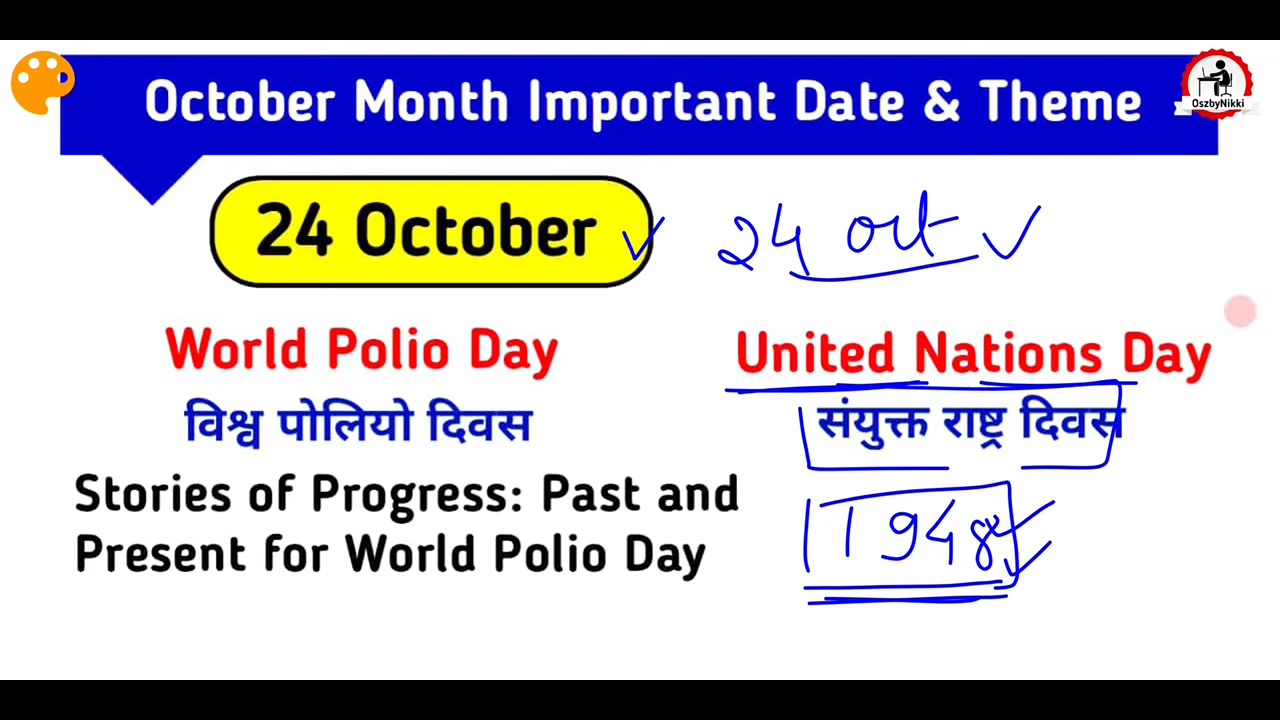 October Month Important Date & Theme
OszbyNikki
24 October
24 oct
World Polio Day
United Nations Day
विश्व पोलियो दिवस
संयुक्त राष्ट्र दिवस
Stories of Progress: Past and
Present for World Polio Day
1948